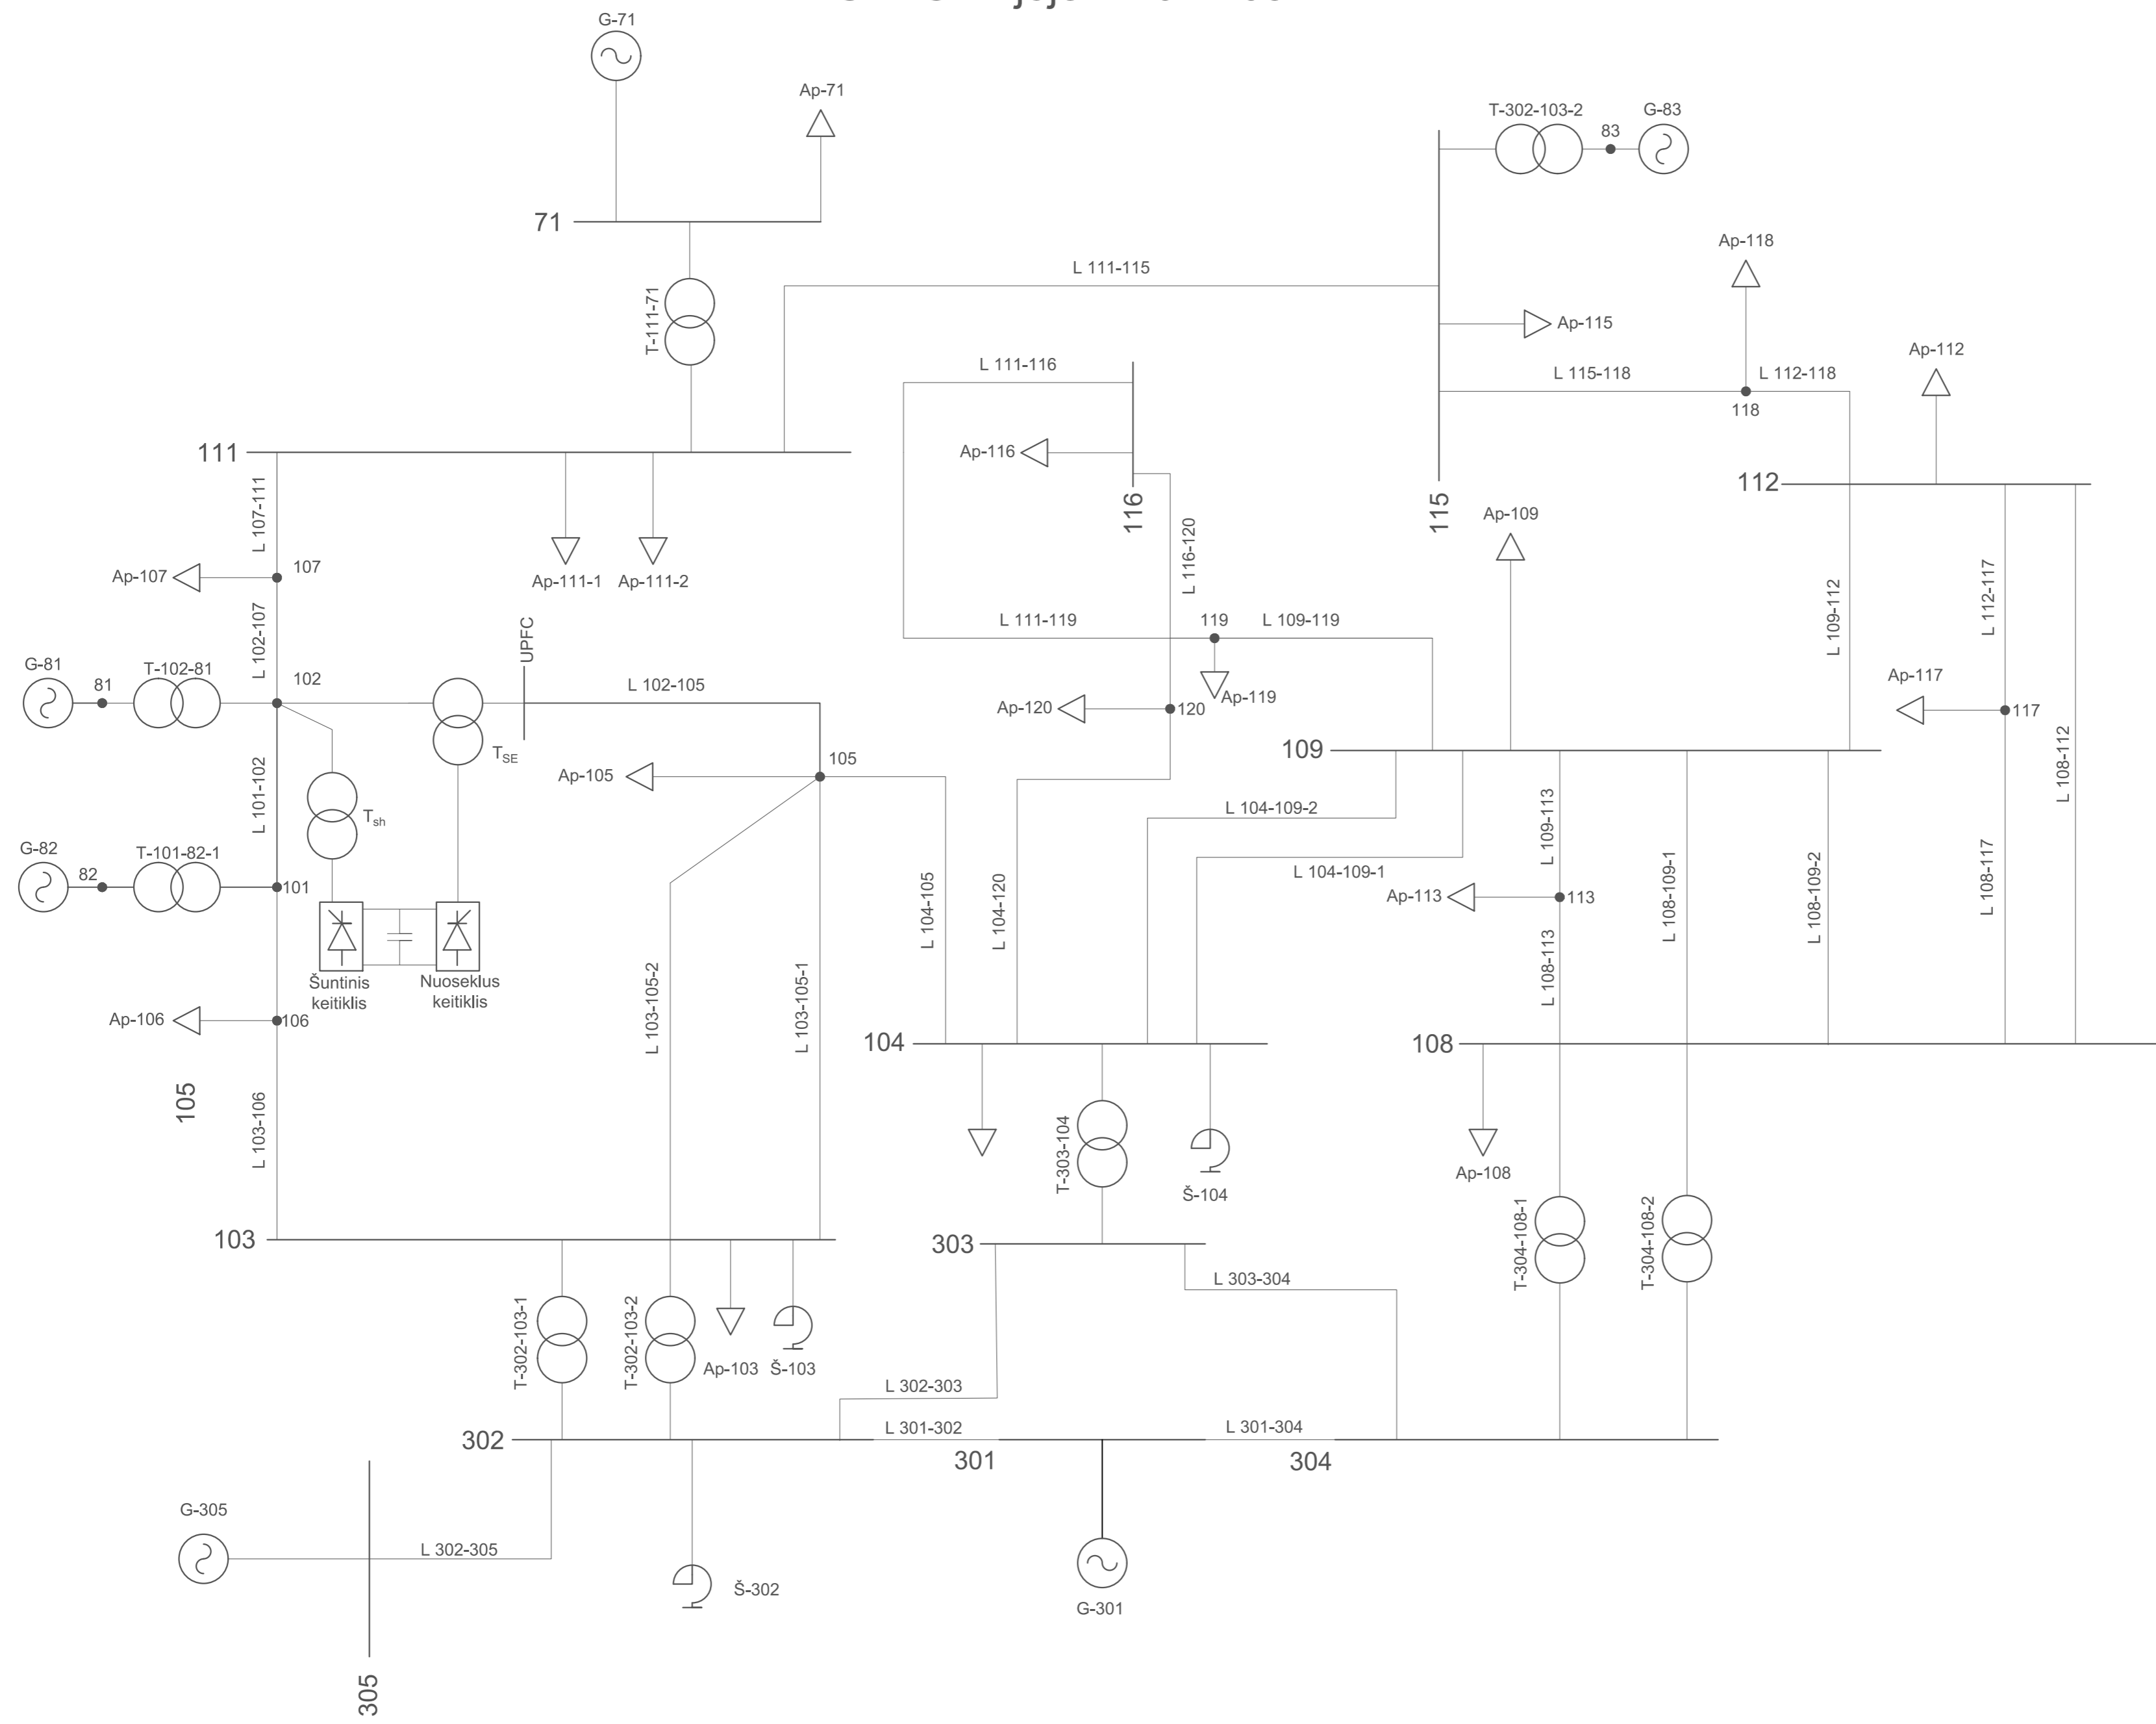 G-71
Ap-71
T-302-103-2
G-83
83
71
Ap-118
L 111-115
T-111-71
Ap-115
Ap-112
L 111-116
L 115-118
L 112-118
118
111
Ap-116
112
L 107-111
116
115
Ap-109
107
Ap-107
Ap-111-1
Ap-111-2
L 116-120
L 112-117
L 109-112
L 102-107
UPFC
L 111-119
119
L 109-119
G-81
81
T-102-81
102
L 102-105
Ap-119
Ap-117
Ap-120
120
117
109
TSE
105
Ap-105
L 108-112
L 101-102
Tsh
L 104-109-2
L 109-113
G-82
82
T-101-82-1
101
L 104-109-1
L 108-109-1
L 108-109-2
L 108-117
L 104-105
L 104-120
Ap-113
113
L 108-113
Šuntinis
keitiklis
Nuoseklus
keitiklis
L 103-105-2
L 103-105-1
Ap-106
106
104
108
105
L 103-106
T-303-104
Š-104
Ap-108
103
303
T-304-108-1
T-304-108-2
L 303-304
T-302-103-1
T-302-103-2
Ap-103
Š-103
L 302-303
302
L 301-302
301
L 301-304
304
G-305
L 302-305
Š-302
G-301
305